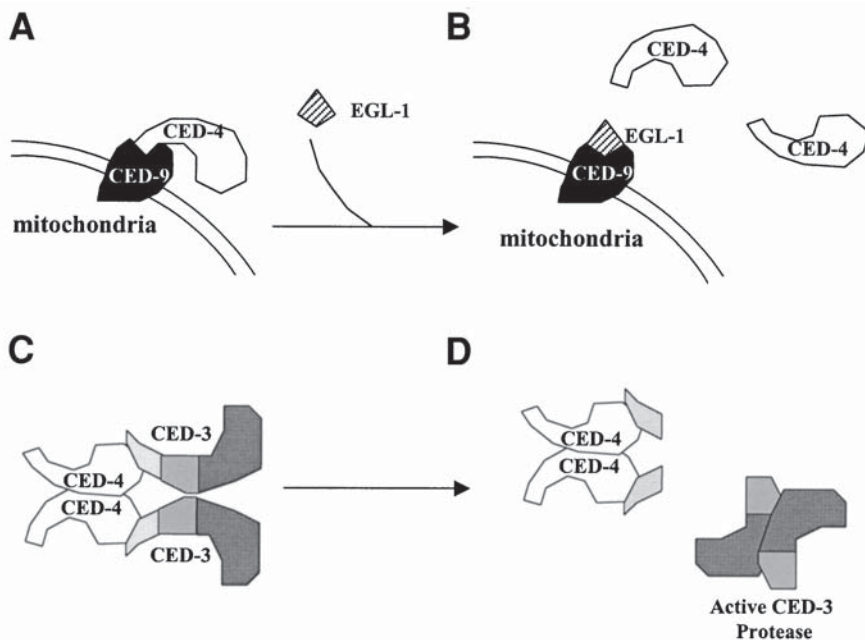 A
CED-4
CED-9
mitochondria
EGL-1
B
CED-4
EGL-1
CED-4
CED-9
mitochondria
C
CED-3
CED-4
CED-4
CED-3
D
CED-4
CED-4
Active CED-3
Protease